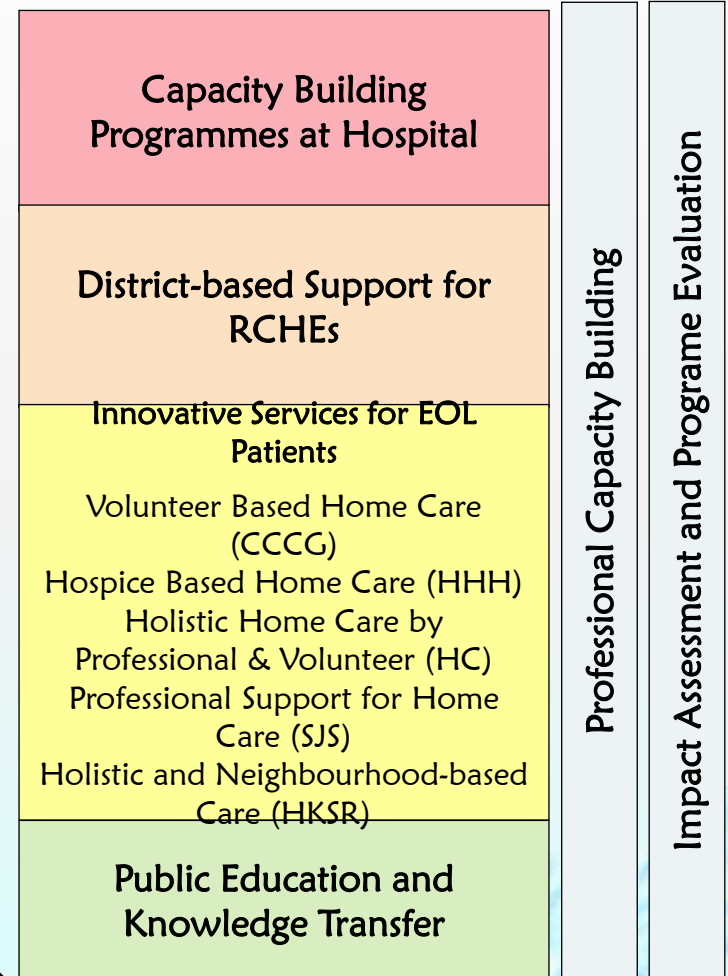 Capacity Building
Programmes at Hospital
District-based Support for
RCHEs
Innovative Services for EOL
Patients
Volunteer Based Home Care
(CCCG)
Hospice Based Home Care (HHH)
Holistic Home Care by
Professional & Volunteer (HC)
Professional Support for Home
Care (SJS)
Holistic and Neighbourhood-based
Care (HKSR)
Public Education and
Knowledge Transfer
Professional Capacity Building
Impact Assessment and Programe Evaluation